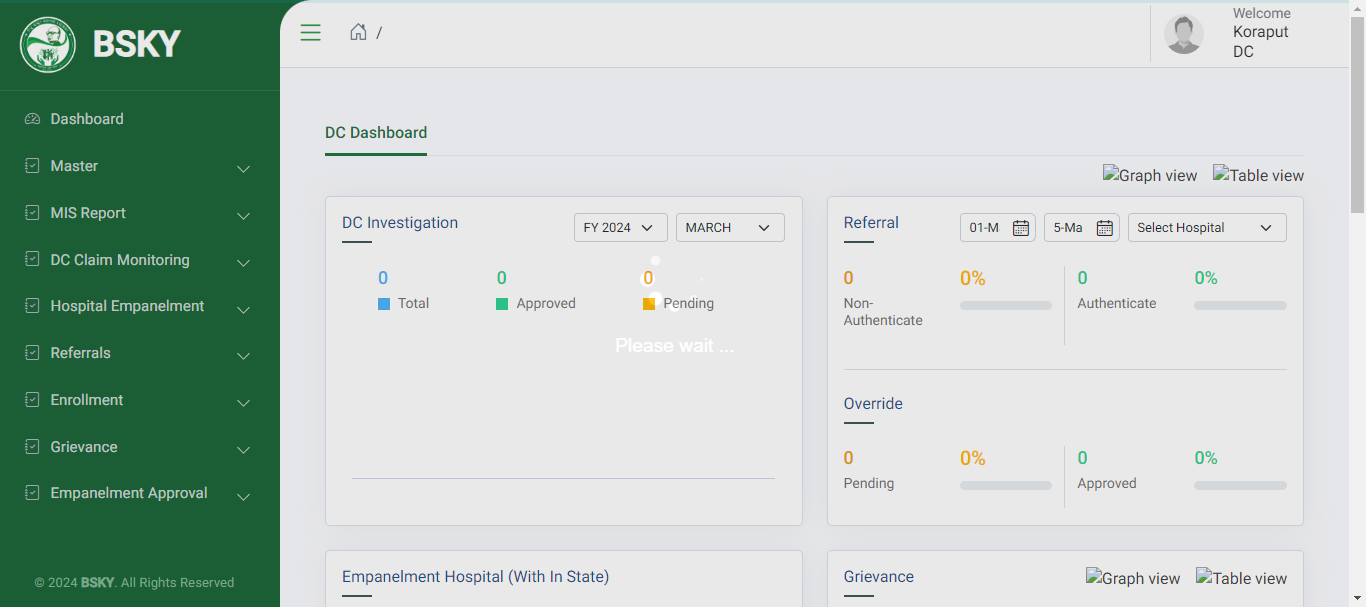 BSKY
/
Welcome
Koraput
DC
Dashboard
Master
MIS Report
DC Claim Monitoring
Hospital Empanelment
Referrals
Enrollment
Grievance
Empanelment Approval
© 2024 BSKY. All Rights Reserved
DC Dashboard
Graph view Table view
DC Investigation FY 2024 MARCH
0 0 0
Total Approved Pending
Please wait ...
Referral 01-M 5-Ma Select Hospital
0 0% 0 0%
Non-
Authenticate
Authenticate
Override
0 0% 0 0%
Pending Approved
Empanelment Hospital (With In State)
Grievance Graph view Table view